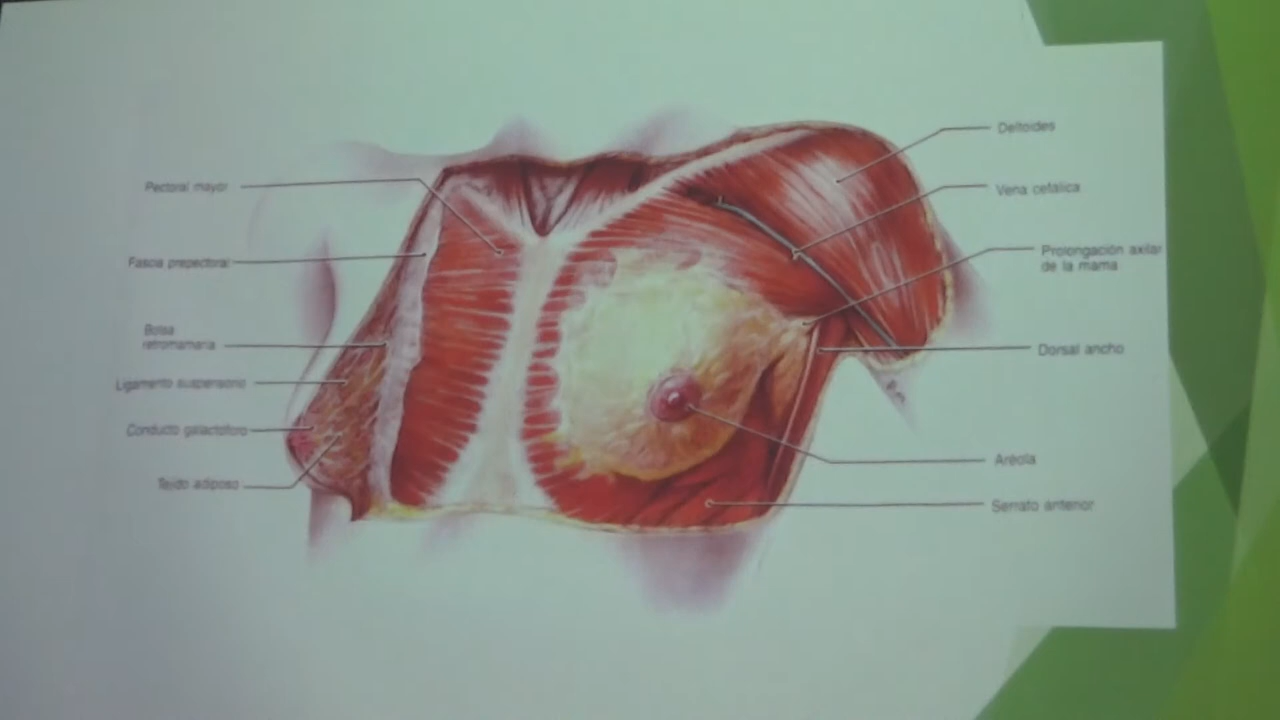 Pectoral mayor
Fascia prepectoral
Bolsa
retromamaria
Ligamento suspensorio
Conducto galactóforo
Tejido adiposo
Deltoides
Vena cefálica
Prolongación axilar
de la mama
Dorsal ancho
Areola
Serrato anterior